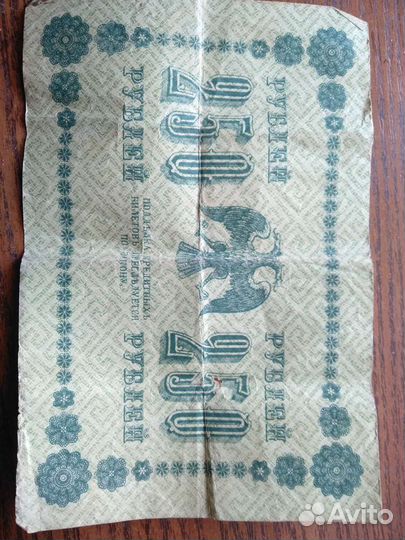 РУБЛЕЙ РУБЛЕЙ
250 250
РУБЛЕЙ РУБЛЕЙ
ПОДДѢЛКА КРЕДИТНЫХЪ
БИЛЕТОВЪ ПРЕСЛѢДУЕТСЯ
ПО ЗАКОНУ.
Avito